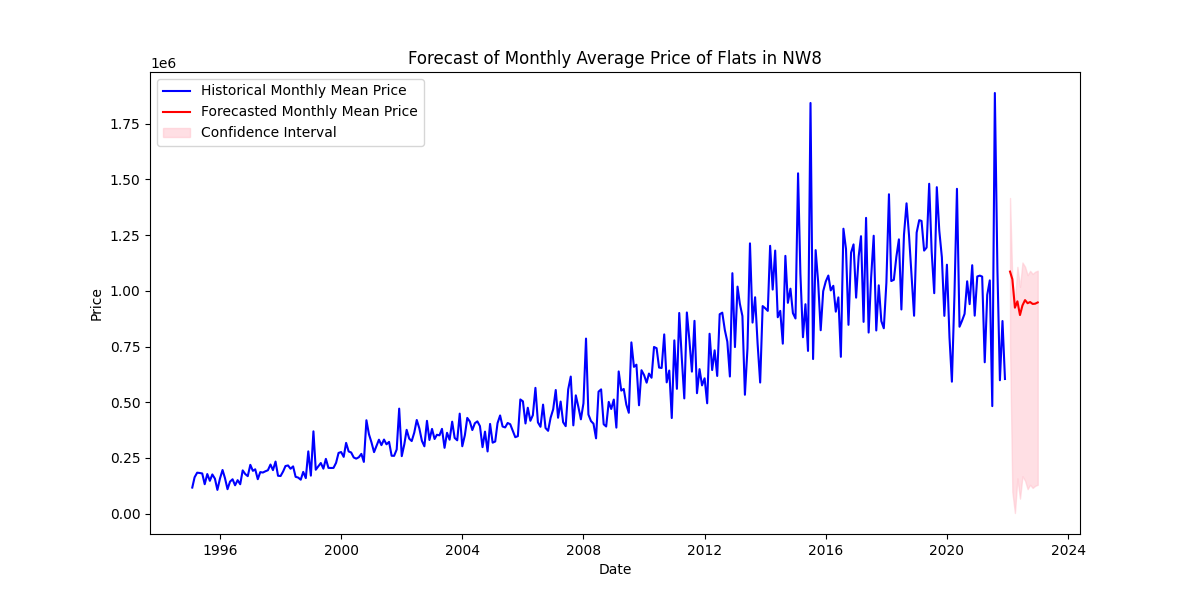 Forecast of Monthly Average Price of Flats in NW8
1e6
Historical Monthly Mean Price
Forecasted Monthly Mean Price
Confidence Interval
1.75
1.50
1.25
1.00
0.75
0.50
0.25
0.00
Price
1996 2000 2004 2008 2012 2016 2020 2024
Date